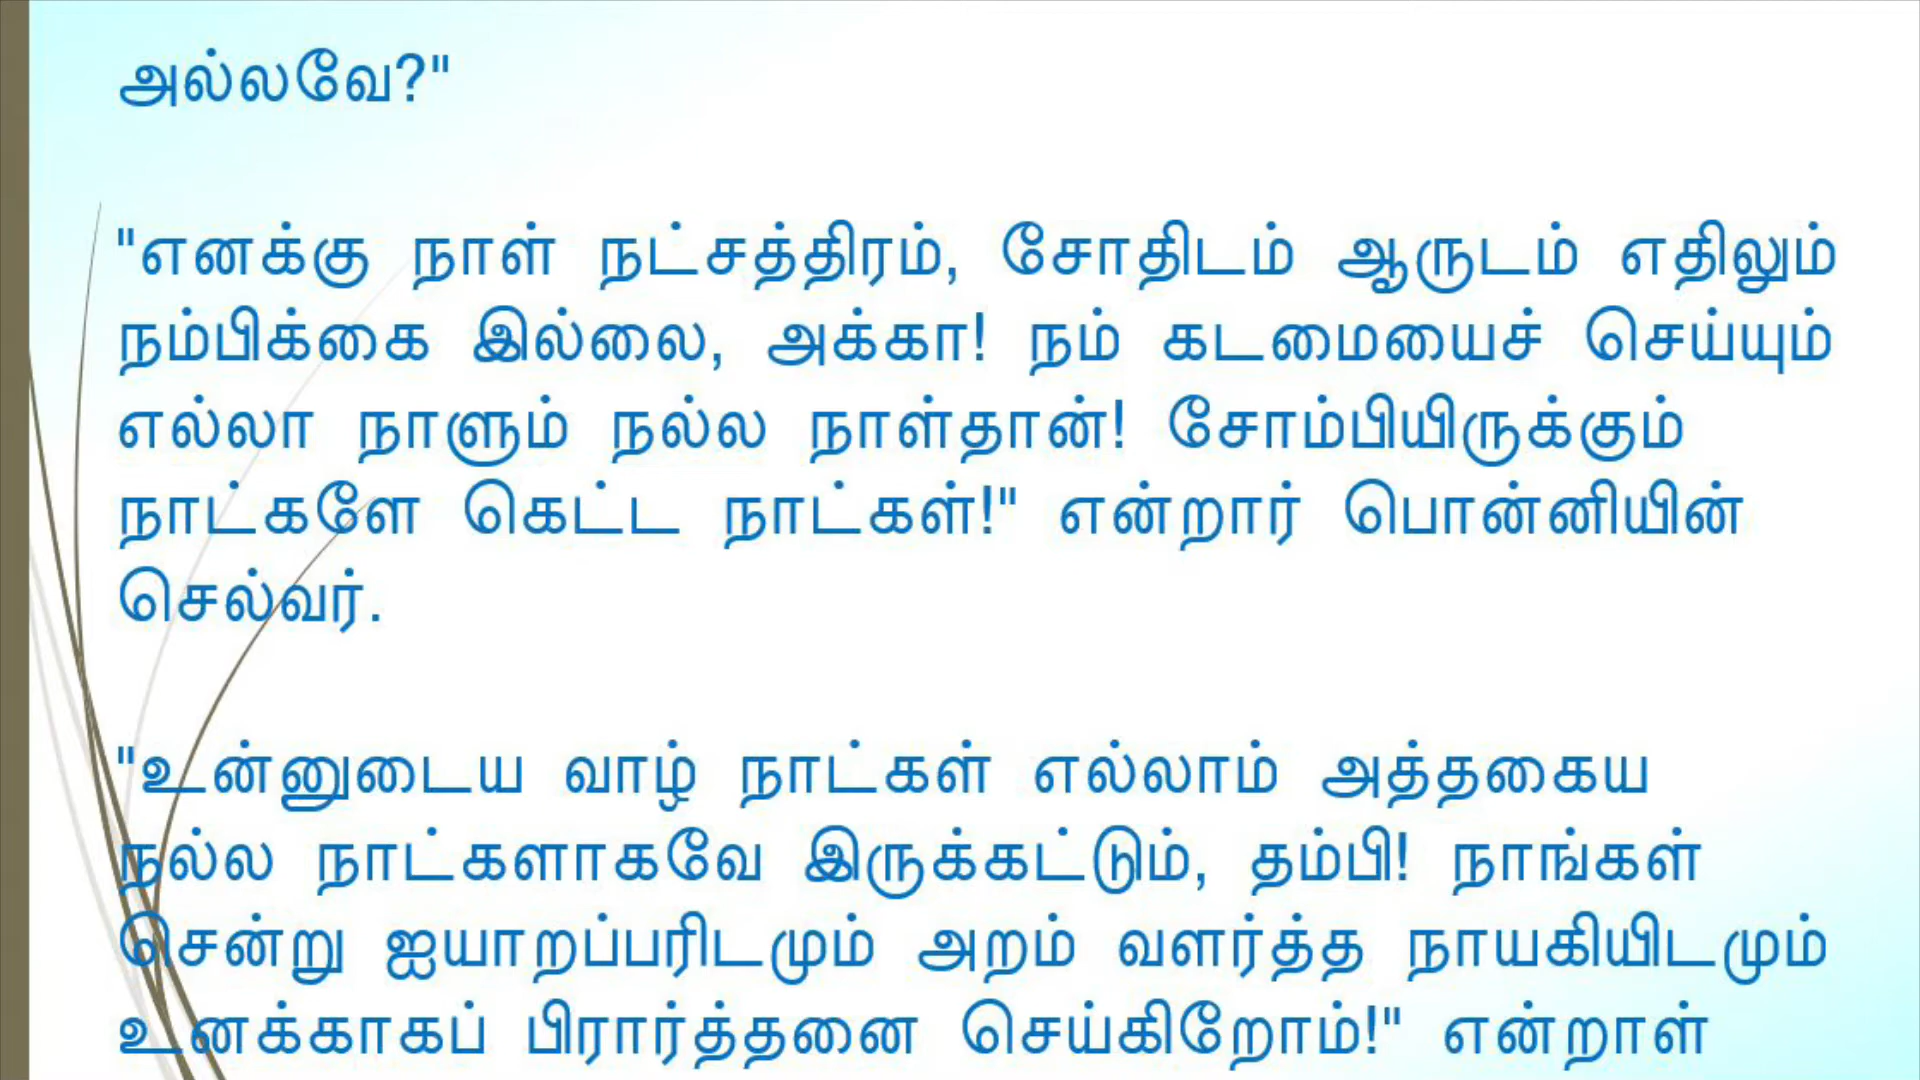 அல்லவே?"
"எனக்கு நாள் நட்சத்திரம், சோதிடம் ஆருடம் எதிலும்
நம்பிக்கை இல்லை, அக்கா! நம் கடமையைச் செய்யும்
எல்லா நாளும் நல்ல நாள்தான்! சோம்பியிருக்கும்
நாட்களே கெட்ட நாட்கள்!" என்றார் பொன்னியின்
செல்வர்.
"உன்னுடைய வாழ் நாட்கள் எல்லாம் அத்தகைய
நல்ல நாட்களாகவே இருக்கட்டும், தம்பி! நாங்கள்
சென்று ஐயாறப்பரிடமும் அறம் வளர்த்த நாயகியிடமும்
உனக்காகப் பிரார்த்தனை செய்கிறோம்!" என்றாள்